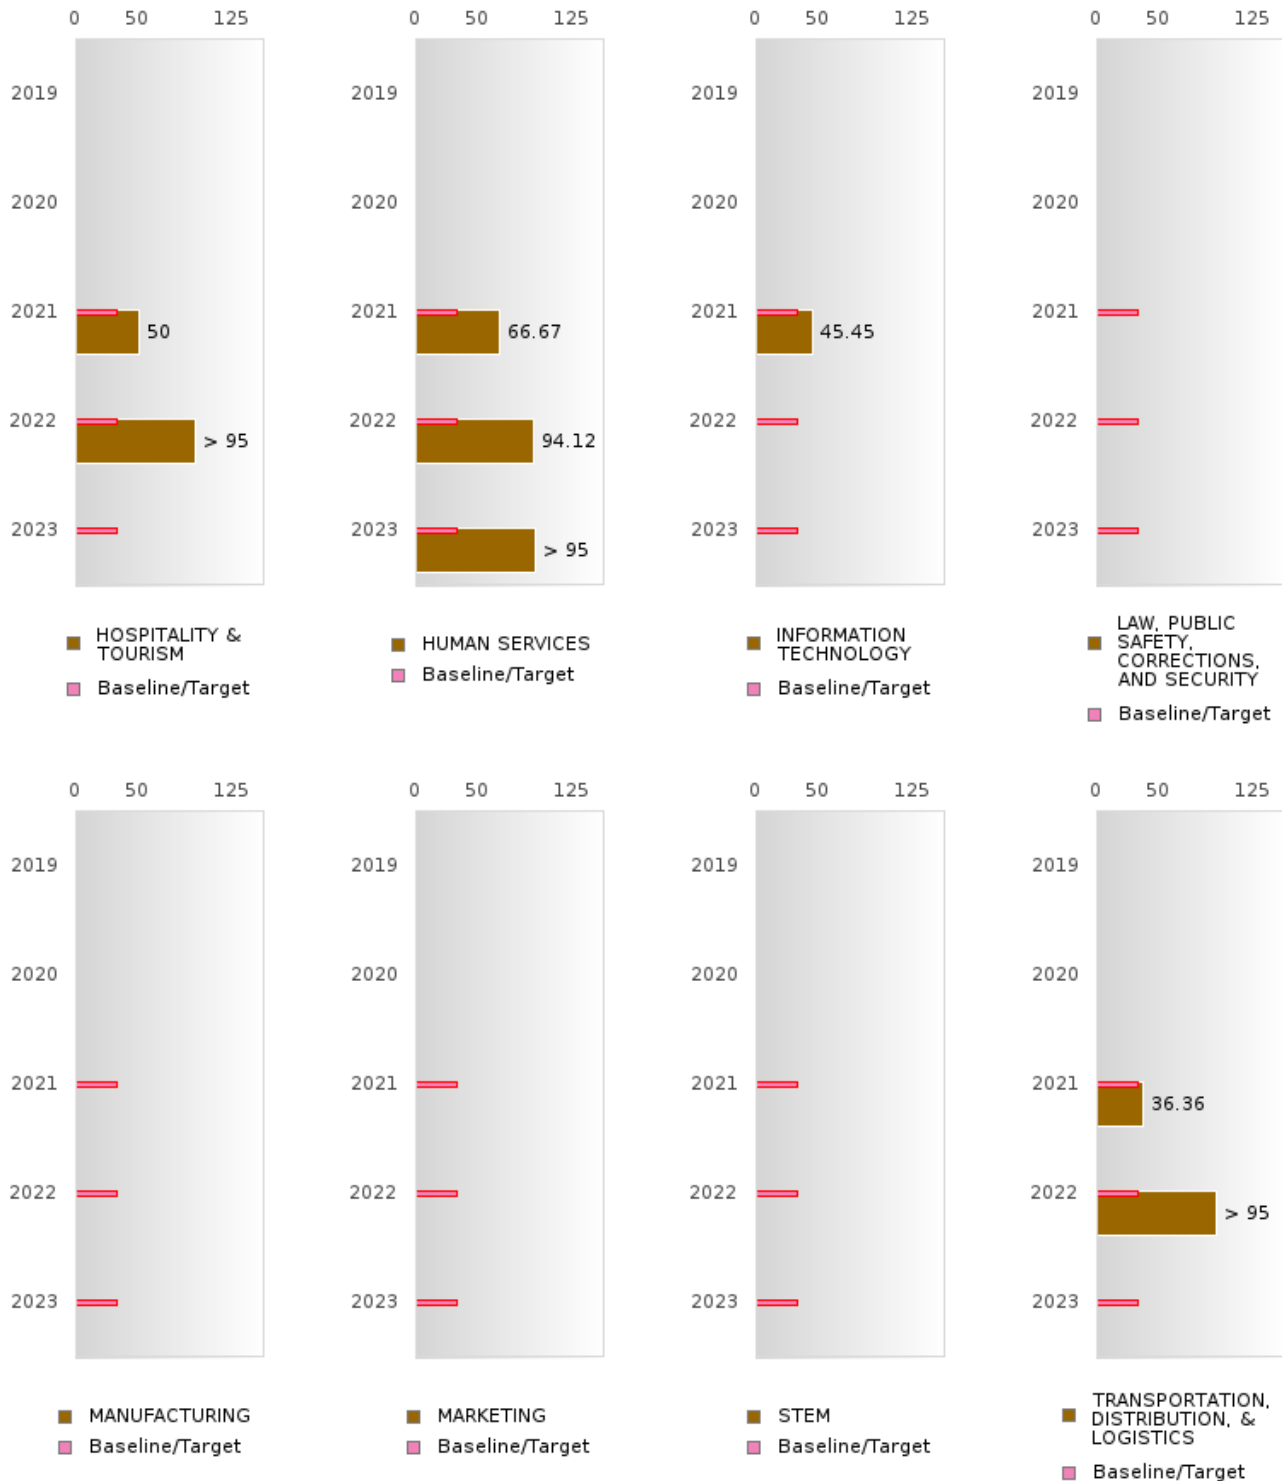 0 50 125 0 50 125 0 50 125 0 50 125
2019 2019 2019 2019
2020 2020 2020 2020
2021 2021 2021 2021
50 66.67 45.45
2022 2022 2022 2022
> 95 94.12
2023 2023 2023 2023
> 95
HOSPITALITY &
TOURISM
Baseline/Target
HUMAN SERVICES
Baseline/Target
INFORMATION
TECHNOLOGY
Baseline/Target
LAW, PUBLIC
SAFETY,
CORRECTIONS,
AND SECURITY
Baseline/Target
0 50 125 0 50 125 0 50 125 0 50 125
2019 2019 2019 2019
2020 2020 2020 2020
2021 2021 2021 2021
36.36
2022 2022 2022 2022
> 95
2023 2023 2023 2023
MANUFACTURING
Baseline/Target
MARKETING
Baseline/Target
STEM
Baseline/Target
TRANSPORTATION,
DISTRIBUTION, &
LOGISTICS
Baseline/Target